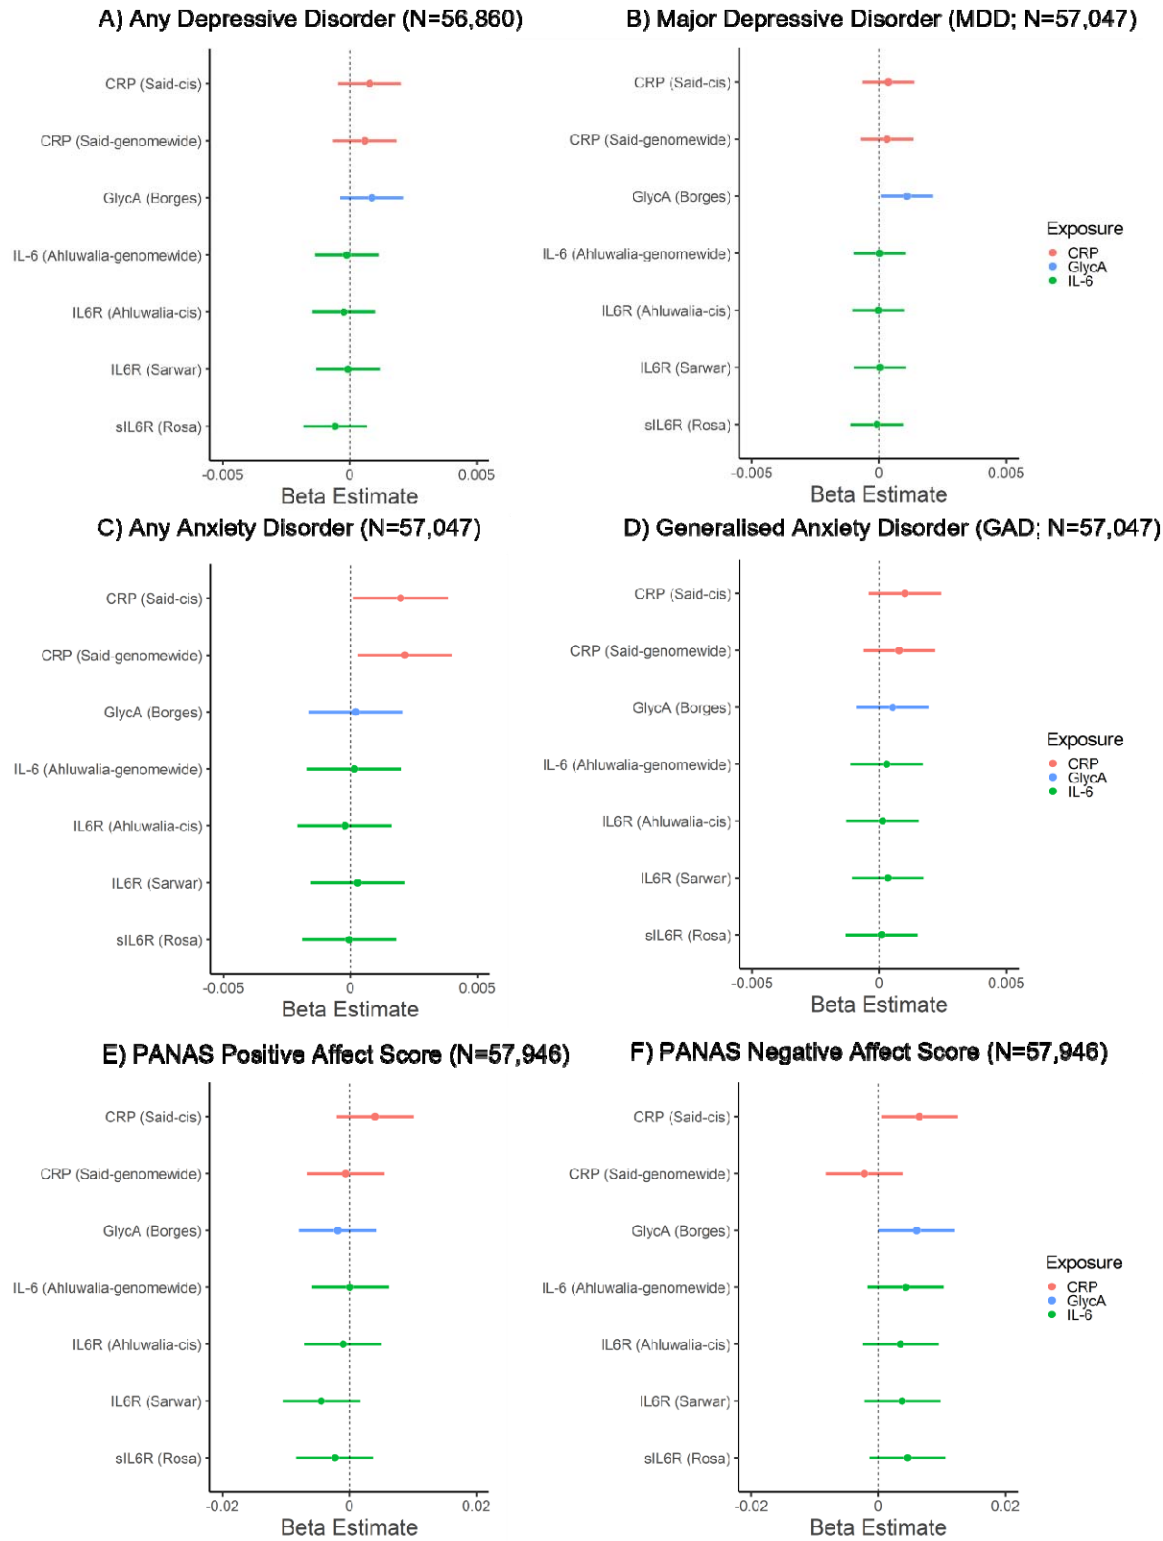 A) Any Depressive Disorder (N=56,860)
CRP (Said-cis)
CRP (Said-genomewide)
GlycA (Borges)
IL-6 (Ahluwalia-genomewide)
IL6R (Ahluwalia-cis)
IL6R (Sarwar)
sIL6R (Rosa)
-0.005 0 0.005
Beta Estimate
B) Major Depressive Disorder (MDD; N=57,047)
CRP (Said-cis)
CRP (Said-genomewide)
GlycA (Borges)
IL-6 (Ahluwalia-genomewide)
IL6R (Ahluwalia-cis)
IL6R (Sarwar)
sIL6R (Rosa)
-0.005 0 0.005
Beta Estimate
Exposure
CRP
GlycA
IL-6
C) Any Anxiety Disorder (N=57,047)
CRP (Said-cis)
CRP (Said-genomewide)
GlycA (Borges)
IL-6 (Ahluwalia-genomewide)
IL6R (Ahluwalia-cis)
IL6R (Sarwar)
sIL6R (Rosa)
-0.005 0 0.005
Beta Estimate
D) Generalised Anxiety Disorder (GAD; N=57,047)
CRP (Said-cis)
CRP (Said-genomewide)
GlycA (Borges)
IL-6 (Ahluwalia-genomewide)
IL6R (Ahluwalia-cis)
IL6R (Sarwar)
sIL6R (Rosa)
-0.005 0 0.005
Beta Estimate
Exposure
CRP
GlycA
IL-6
E) PANAS Positive Affect Score (N=57,946)
CRP (Said-cis)
CRP (Said-genomewide)
GlycA (Borges)
IL-6 (Ahluwalia-genomewide)
IL6R (Ahluwalia-cis)
IL6R (Sarwar)
sIL6R (Rosa)
-0.02 0 0.02
Beta Estimate
F) PANAS Negative Affect Score (N=57,946)
CRP (Said-cis)
CRP (Said-genomewide)
GlycA (Borges)
IL-6 (Ahluwalia-genomewide)
IL6R (Ahluwalia-cis)
IL6R (Sarwar)
sIL6R (Rosa)
-0.02 0 0.02
Beta Estimate
Exposure
CRP
GlycA
IL-6